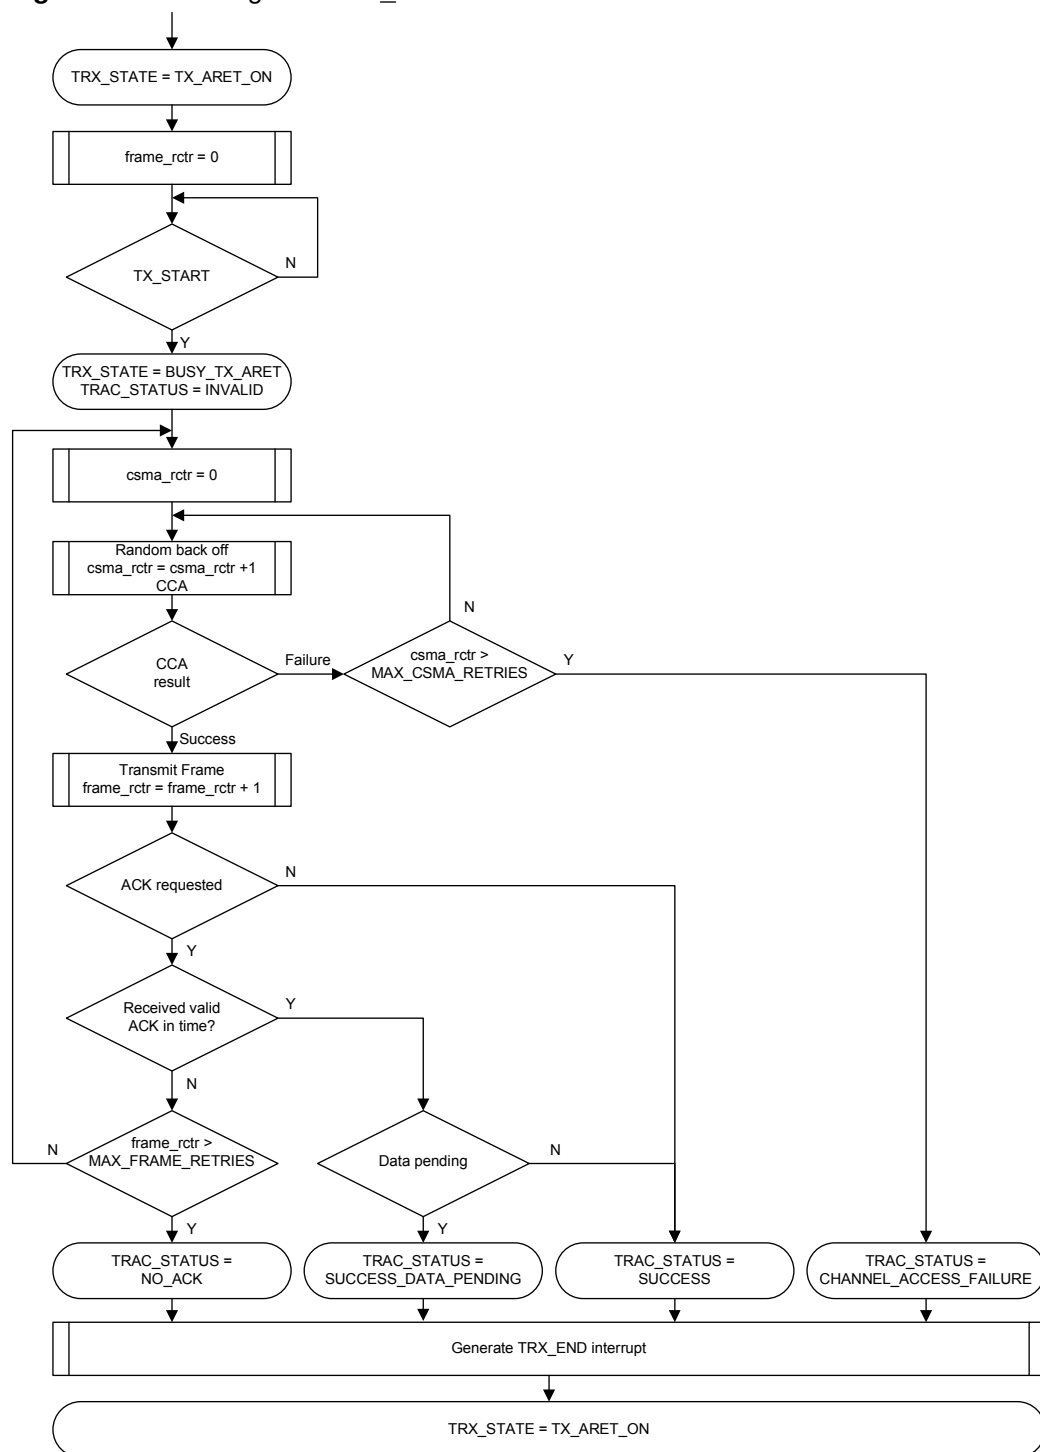 TRX_STATE = TX_ARET_ON
frame_rctr = 0
TX_START
N
Y
TRX_STATE = BUSY_TX_ARET
TRAC_STATUS = INVALID
csma_rctr = 0
Random back off
csma_rctr = csma_rctr +1
CCA
N
CCA
result
Failure
csma_rctr >
MAX_CSMA_RETRIES
Y
Success
Transmit Frame
frame_rctr = frame_rctr + 1
ACK requested
N
Y
Received valid
ACK in time?
Y
N
frame_rctr >
MAX_FRAME_RETRIES
N
Data pending
N
Y
Y
TRAC_STATUS =
NO_ACK
TRAC_STATUS =
SUCCESS_DATA_PENDING
TRAC_STATUS =
SUCCESS
TRAC_STATUS =
CHANNEL_ACCESS_FAILURE
Generate TRX_END interrupt
TRX_STATE = TX_ARET_ON